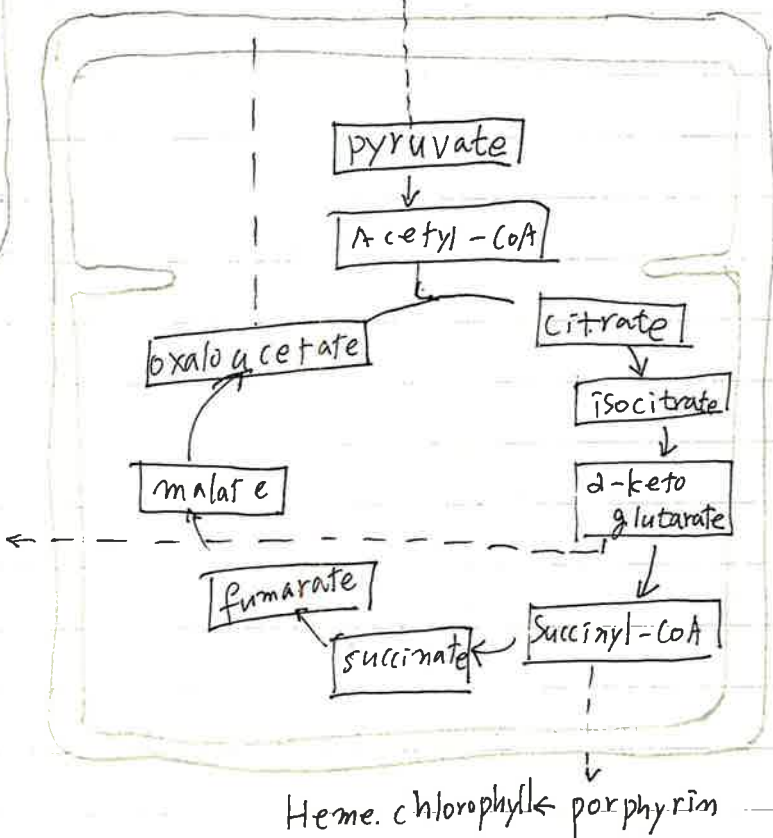 pyruvate
Acetyl-CoA
citrate
oxaloacetate
isocitrate
malate
α-keto
glutarate
fumarate
Succinyl-CoA
succinate
Heme. chlorophyll← porphyrin